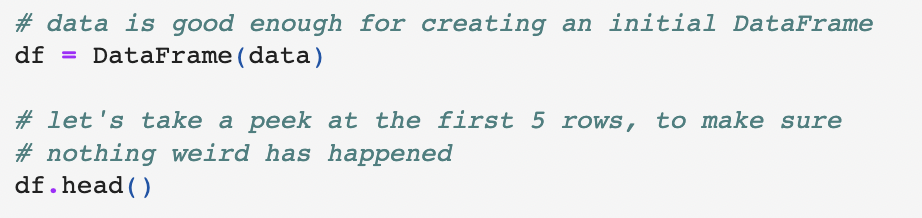 # data is good enough for creating an initial DataFrame
df = DataFrame(data)
# let's take a peek at the first 5 rows, to make sure
# nothing weird has happened
df.head()